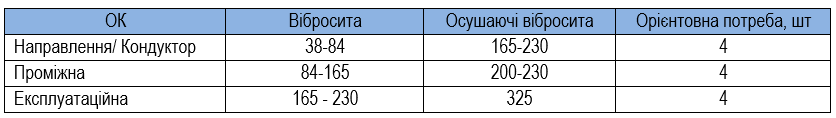 ОК Вібросита Осушаючі вібросита Орієнтовна потреба, шт
Направлення/ Кондуктор 38-84 165-230 4
Проміжна 84-165 200-230 4
Експлуатаційна 165 - 230 325 4